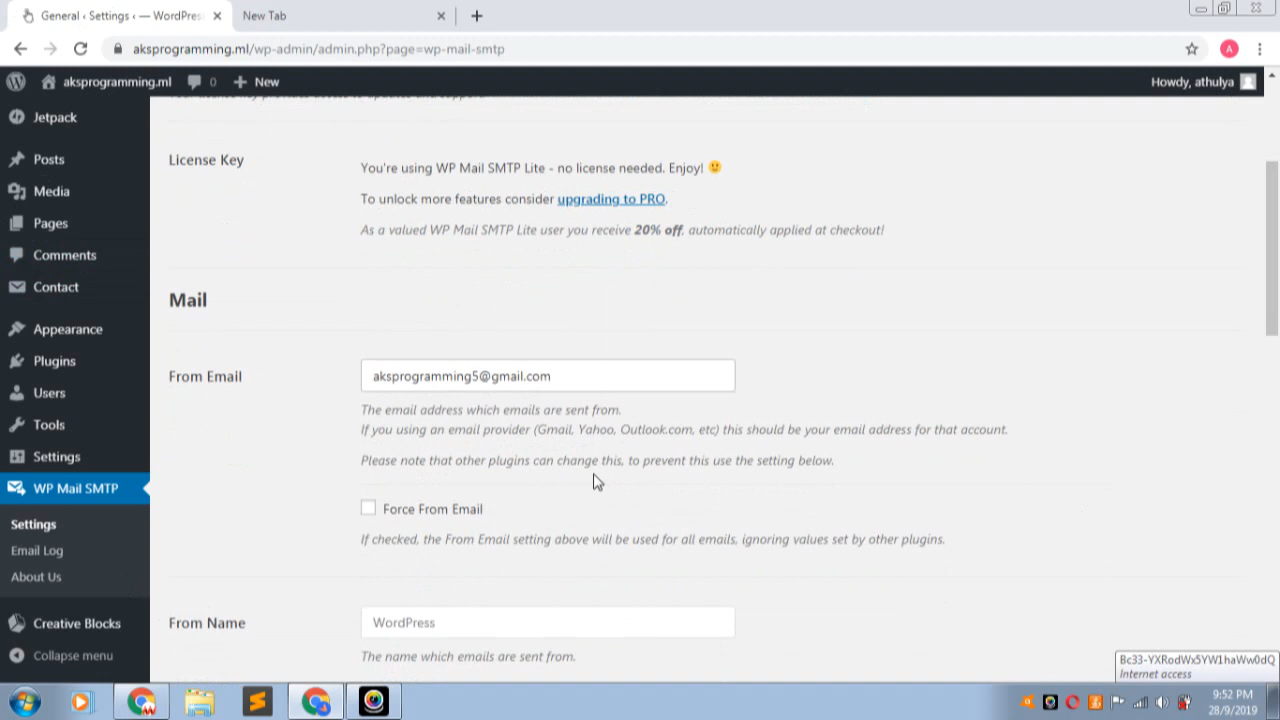 General ‹ Settings ‹ — WordPres
New Tab
aksprogramming.ml/wp-admin/admin.php?page=wp-mail-smtp
A
aksprogramming.ml
0
New
Howdy, athulya
Jetpack
Posts
Media
Pages
Comments
Contact
Appearance
Plugins
Users
Tools
Settings
WP Mail SMTP
Settings
Email Log
About Us
Creative Blocks
Collapse menu
License Key
You're using WP Mail SMTP Lite - no license needed. Enjoy! 🙂
To unlock more features consider upgrading to PRO.
As a valued WP Mail SMTP Lite user you receive 20% off, automatically applied at checkout!
Mail
From Email
aksprogramming5@gmail.com
The email address which emails are sent from.
If you using an email provider (Gmail, Yahoo, Outlook.com, etc) this should be your email address for that account.
Please note that other plugins can change this, to prevent this use the setting below.
Force From Email
If checked, the From Email setting above will be used for all emails, ignoring values set by other plugins.
From Name
WordPress
The name which emails are sent from.
Bc33-YXRodWx5YW1haWw0dQ
Internet access
9:52 PM
28/9/2019